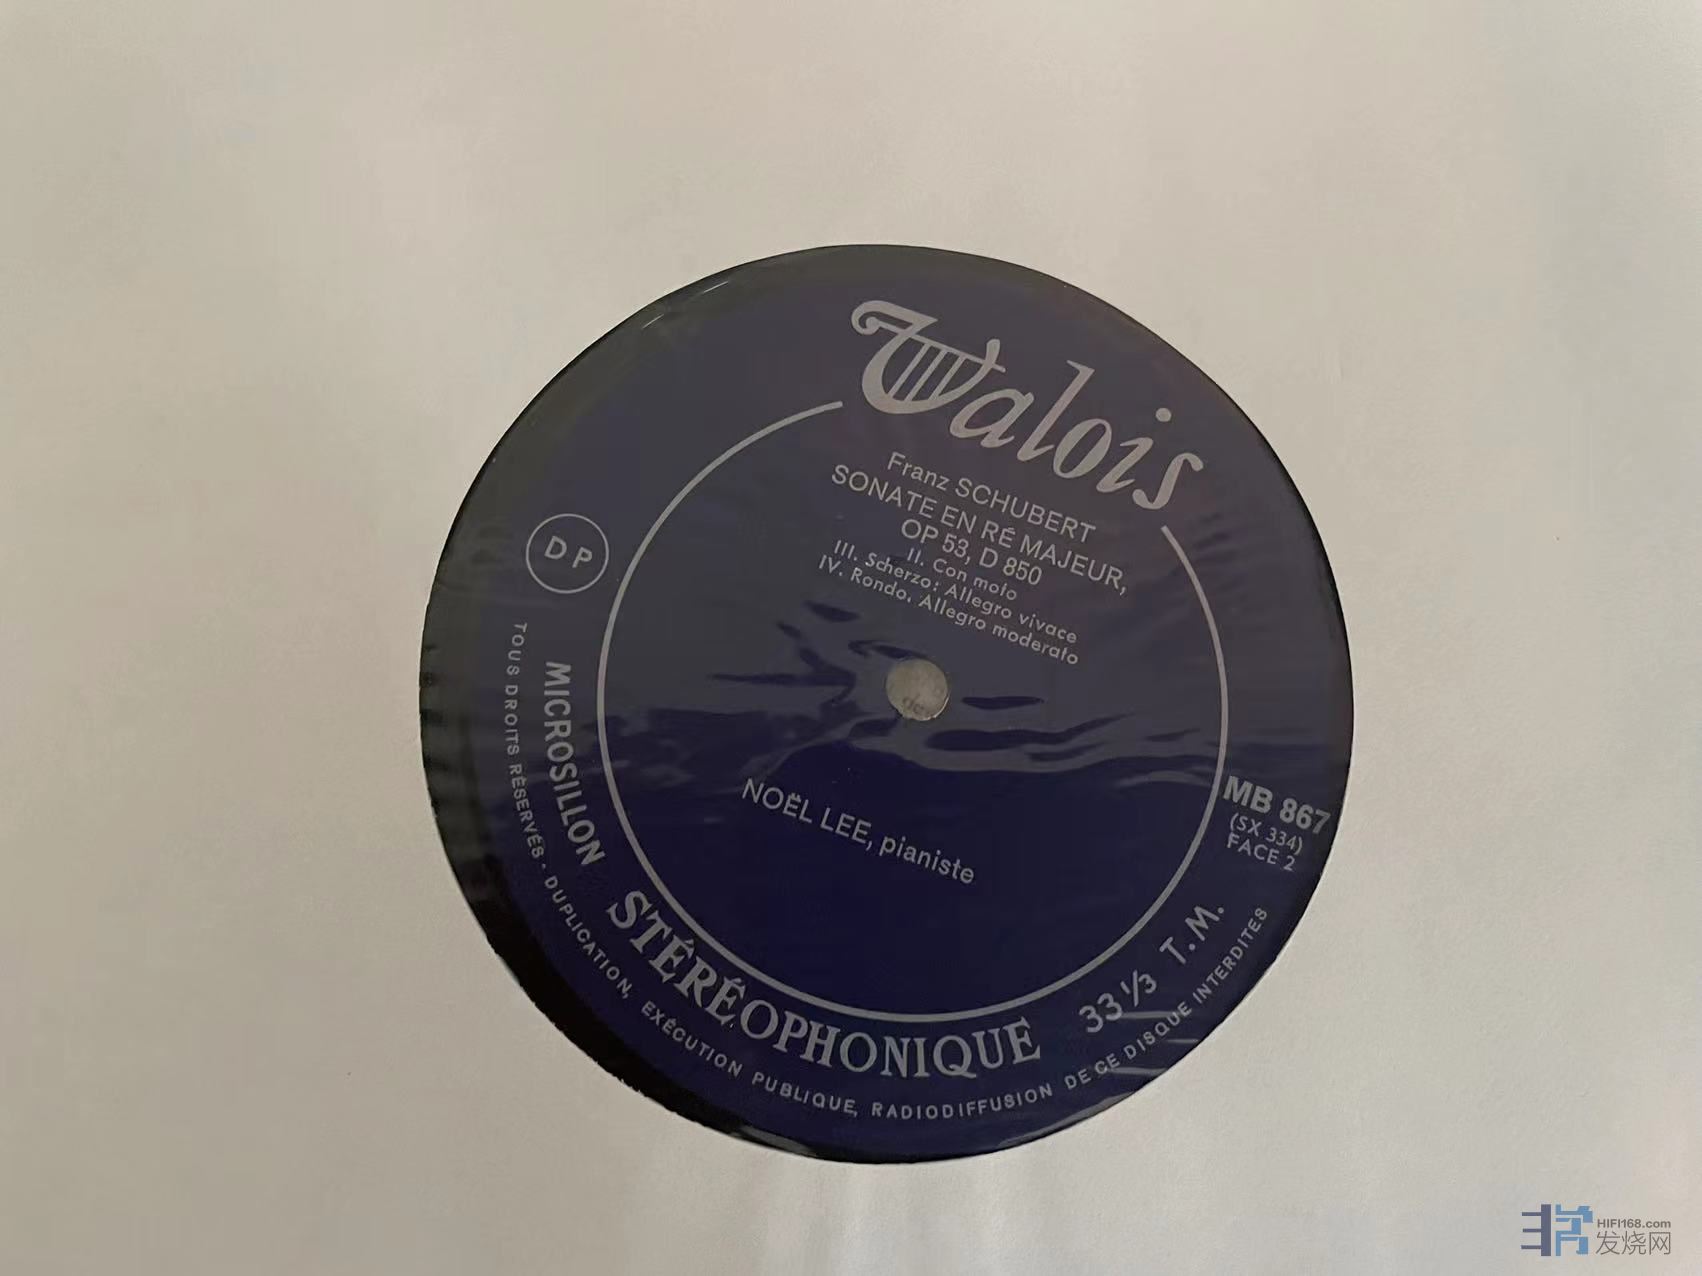 Valois
Franz SCHUBERT
SONATE EN RÉ MAJEUR,
OP 53, D 850
II. Con moto
III. Scherzo: Allegro vivace
IV. Rondo. Allegro moderato
DP
NOËL LEE, pianiste
MB 867
(SX 334)
FACE 2
MICROSILLON STÉRÉOPHONIQUE 33 1/3 T.M.
TOUS DROITS RÉSERVÉS - DUPLICATION, EXÉCUTION PUBLIQUE, RADIODIFFUSION DE CE DISQUE INTERDITES
HIFI168.com
发烧网